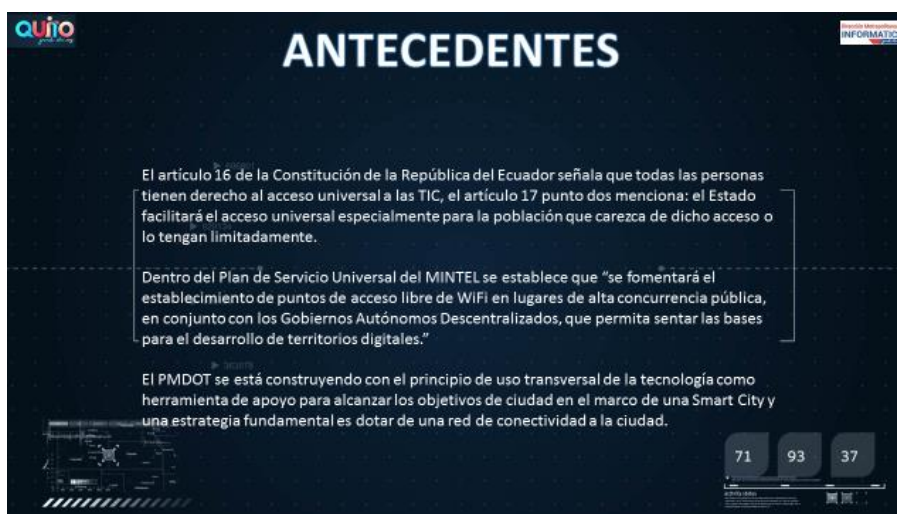 QUITO
Dirección Metropolitana
INFORMATIC
ANTECEDENTES
El artículo 16 de la Constitución de la República del Ecuador señala que todas las personas
tienen derecho al acceso universal a las TIC, el artículo 17 punto dos menciona: el Estado
facilitará el acceso universal especialmente para la población que carezca de dicho acceso o
lo tengan limitadamente.
Dentro del Plan de Servicio Universal del MINTEL se establece que “se fomentará el
establecimiento de puntos de acceso libre de WiFi en lugares de alta concurrencia pública,
en conjunto con los Gobiernos Autónomos Descentralizados, que permita sentar las bases
para el desarrollo de territorios digitales.”
El PMDOT se está construyendo con el principio de uso transversal de la tecnología como
herramienta de apoyo para alcanzar los objetivos de ciudad en el marco de una Smart City y
una estrategia fundamental es dotar de una red de conectividad a la ciudad.
71 93 37